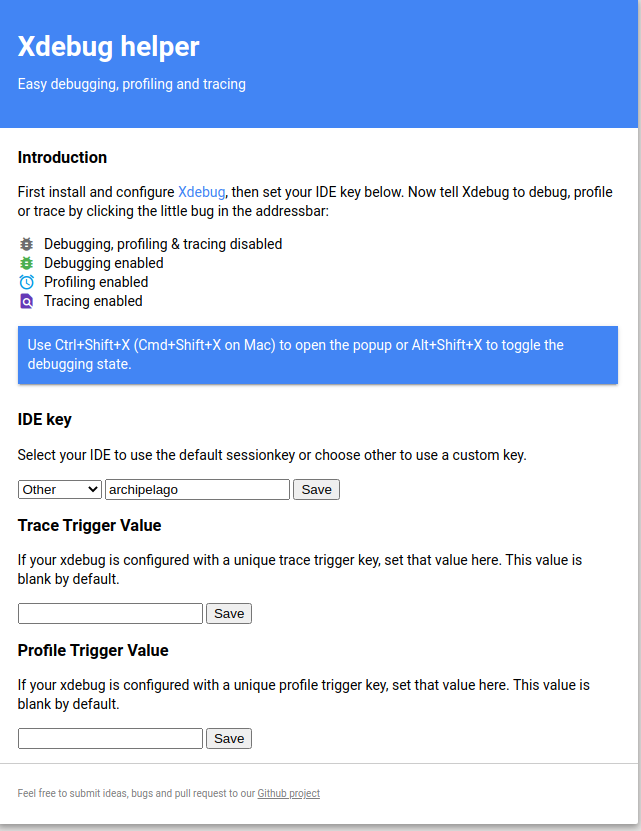 Xdebug helper
Easy debugging, profiling and tracing
Introduction
First install and configure Xdebug, then set your IDE key below. Now tell Xdebug to debug, profile
or trace by clicking the little bug in the addressbar:
Debugging, profiling & tracing disabled
Debugging enabled
Profiling enabled
Tracing enabled
Use Ctrl+Shift+X (Cmd+Shift+X on Mac) to open the popup or Alt+Shift+X to toggle the
debugging state.
IDE key
Select your IDE to use the default sessionkey or choose other to use a custom key.
Other archipelago Save
Trace Trigger Value
If your xdebug is configured with a unique trace trigger key, set that value here. This value is
blank by default.
Save
Profile Trigger Value
If your xdebug is configured with a unique profile trigger key, set that value here. This value is
blank by default.
Save
Feel free to submit ideas, bugs and pull request to our Github project